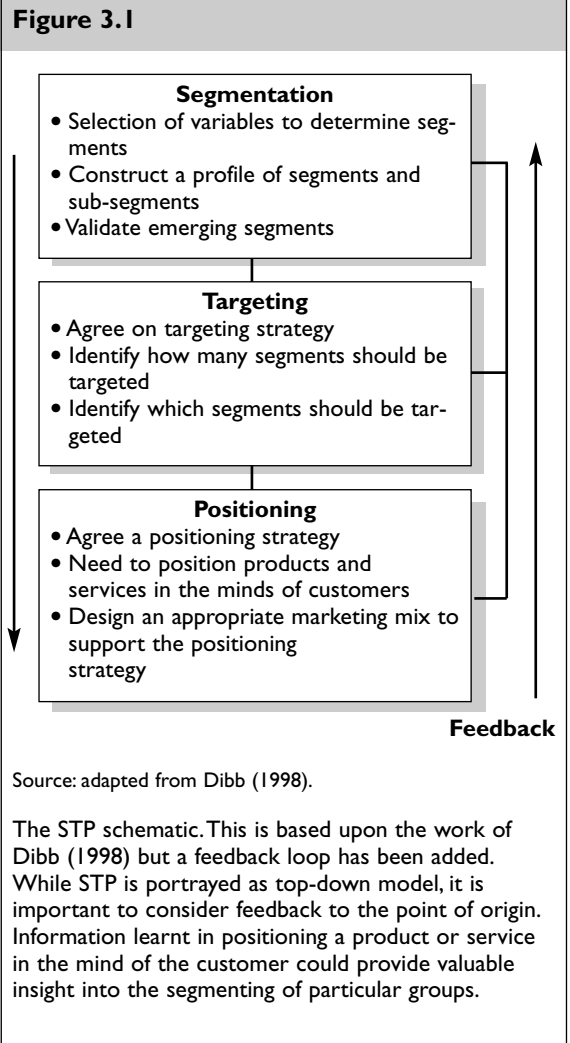 Figure 3.1
Segmentation
• Selection of variables to determine seg-
ments
• Construct a profile of segments and
sub-segments
• Validate emerging segments
Targeting
• Agree on targeting strategy
• Identify how many segments should be
targeted
• Identify which segments should be tar-
geted
Positioning
• Agree a positioning strategy
• Need to position products and
services in the minds of customers
• Design an appropriate marketing mix to
support the positioning
strategy
Feedback
Source: adapted from Dibb (1998).
The STP schematic. This is based upon the work of
Dibb (1998) but a feedback loop has been added.
While STP is portrayed as top-down model, it is
important to consider feedback to the point of origin.
Information learnt in positioning a product or service
in the mind of the customer could provide valuable
insight into the segmenting of particular groups.